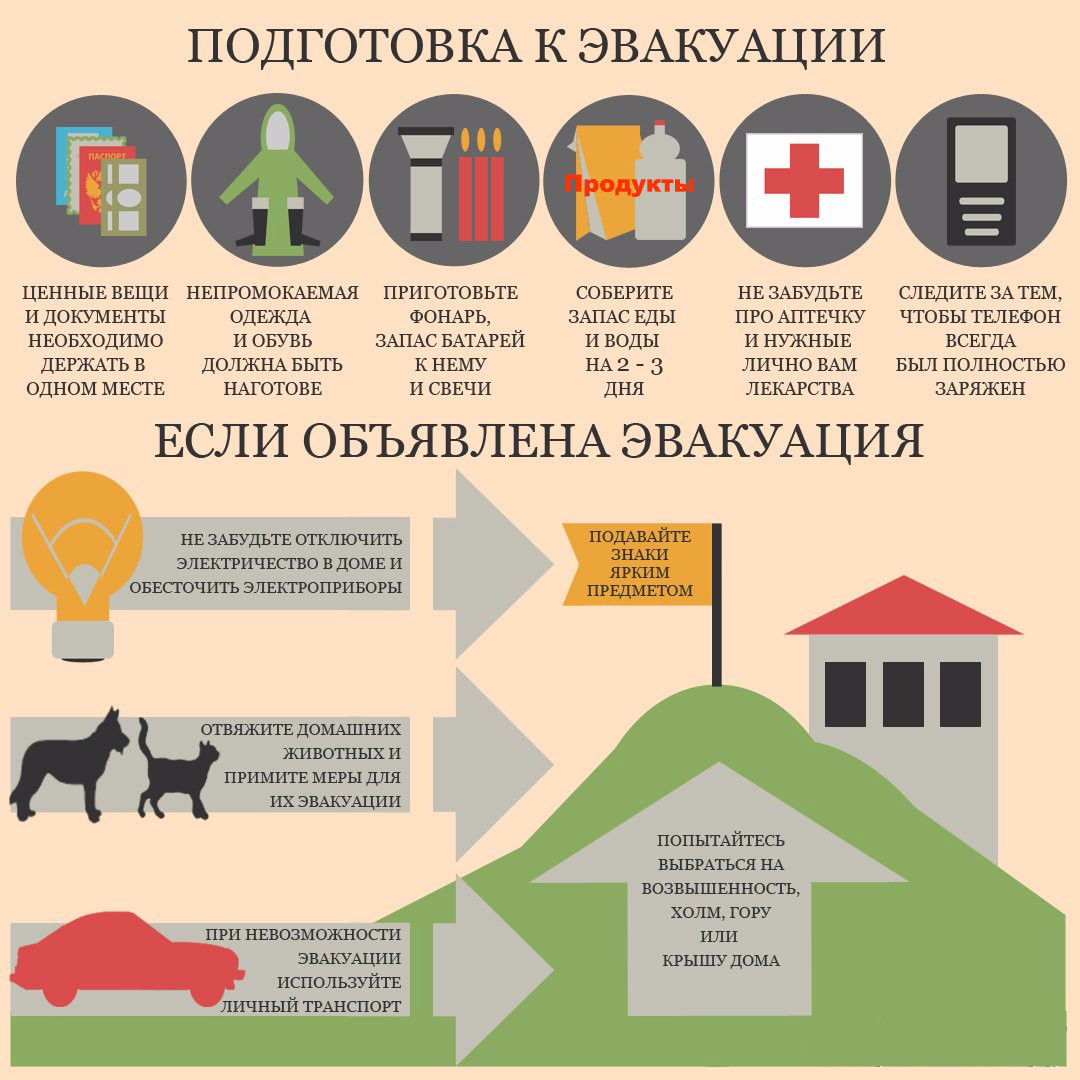 ПОДГОТОВКА К ЭВАКУАЦИИ
ПАСПОРТ
Продукты
ЦЕННЫЕ ВЕЩИ
И ДОКУМЕНТЫ
НЕОБХОДИМО
ДЕРЖАТЬ В
ОДНОМ МЕСТЕ
НЕПРОМОКАЕМАЯ
ОДЕЖДА
И ОБУВЬ
ДОЛЖНА БЫТЬ
НАГОТОВЕ
ПРИГОТОВЬТЕ
ФОНАРЬ,
ЗАПАС БАТАРЕЙ
К НЕМУ
И СВЕЧИ
СОБЕРИТЕ
ЗАПАС ЕДЫ
И ВОДЫ
НА 2 - 3
ДНЯ
НЕ ЗАБУДЬТЕ
ПРО АПТЕЧКУ
И НУЖНЫЕ
ЛИЧНО ВАМ
ЛЕКАРСТВА
СЛЕДИТЕ ЗА ТЕМ,
ЧТОБЫ ТЕЛЕФОН
ВСЕГДА
БЫЛ ПОЛНОСТЬЮ
ЗАРЯЖЕН
ЕСЛИ ОБЪЯВЛЕНА ЭВАКУАЦИЯ
НЕ ЗАБУДЬТЕ ОТКЛЮЧИТЬ
ЭЛЕКТРИЧЕСТВО В ДОМЕ И
ОБЕСТОЧИТЬ ЭЛЕКТРОПРИБОРЫ
ОТВЯЖИТЕ ДОМАШНИХ
ЖИВОТНЫХ И
ПРИМИТЕ МЕРЫ ДЛЯ
ИХ ЭВАКУАЦИИ
ПРИ НЕВОЗМОЖНОСТИ
ЭВАКУАЦИИ
ИСПОЛЬЗУЙТЕ
ЛИЧНЫЙ ТРАНСПОРТ
ПОДАВАЙТЕ
ЗНАКИ
ЯРКИМ
ПРЕДМЕТОМ
ПОПЫТАЙТЕСЬ
ВЫБРАТЬСЯ НА
ВОЗВЫШЕННОСТЬ,
ХОЛМ, ГОРУ
ИЛИ
КРЫШУ ДОМА